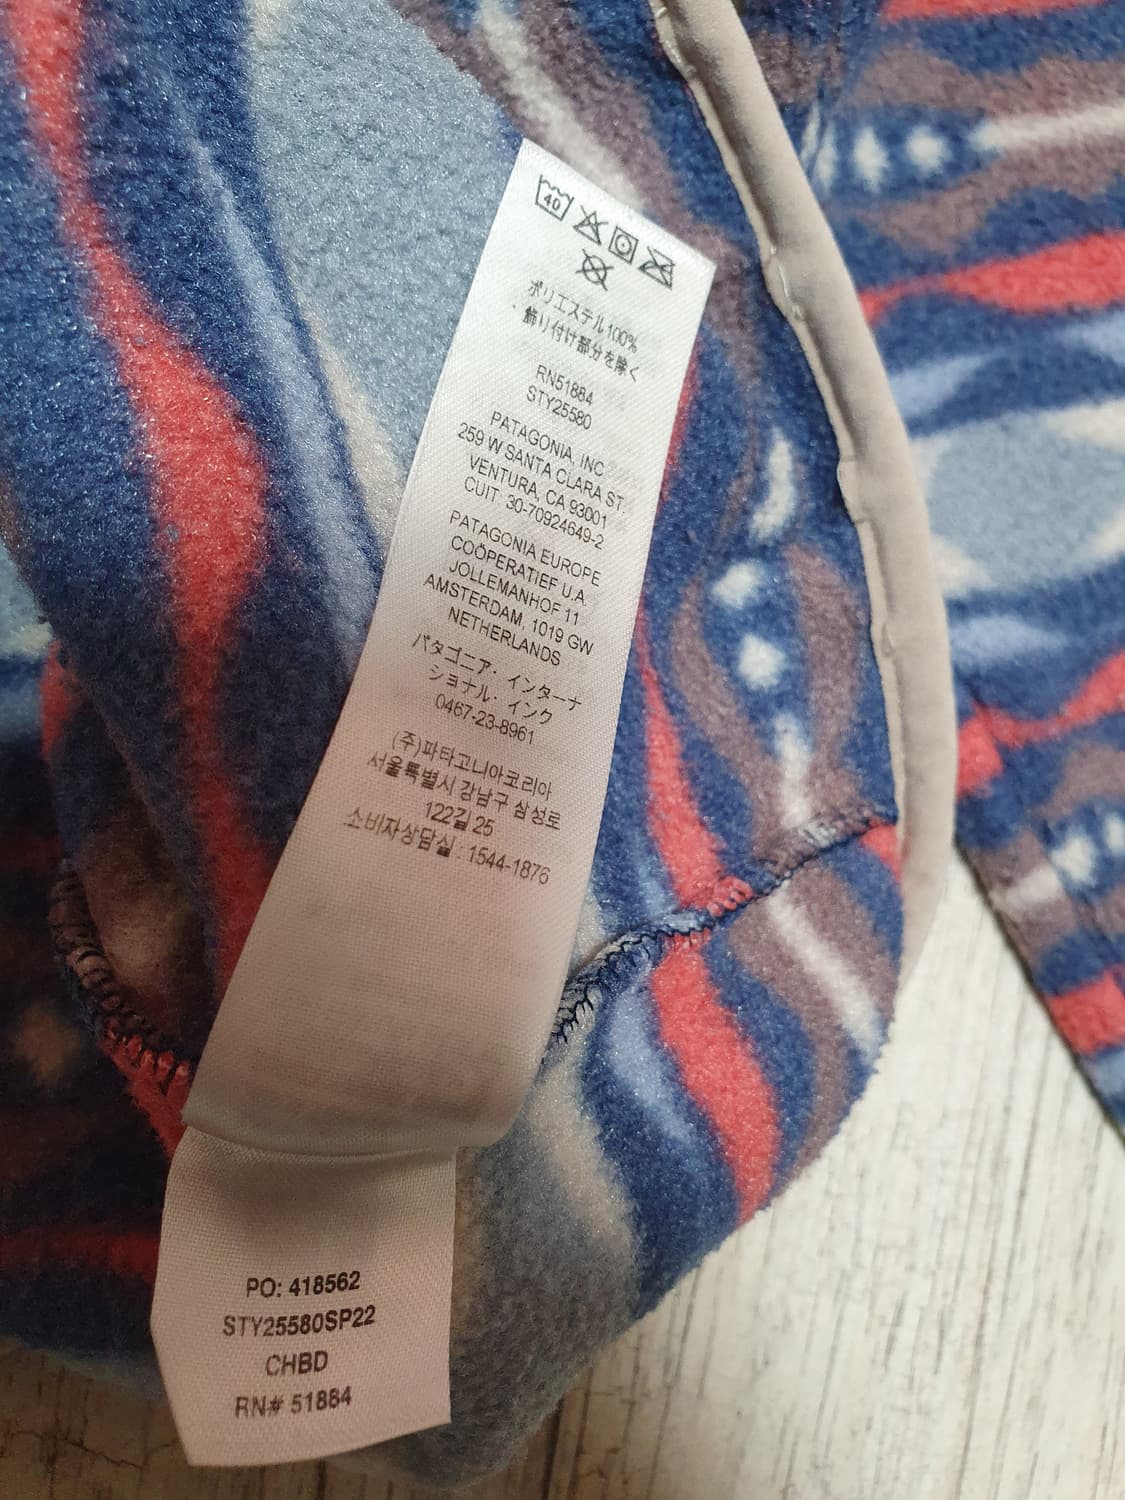 40
ポリエステル100%
飾り付け部分を除く
RN51884
STY25580
PATAGONIA, INC.
259 W SANTA CLARA ST.
VENTURA, CA 93001
CUIT: 30-70924649-2
PATAGONIA EUROPE
COÖPERATIEF U.A.
JOLLEMANHOF 11
AMSTERDAM, 1019 GW
NETHERLANDS
パタゴニア・インターナ
ショナル・インク
0467-23-8961
(주)파타고니아코리아
서울특별시 강남구 삼성로
122길 25
소비자상담실 : 1544-1876
PO: 418562
STY25580SP22
CHBD
RN# 51884